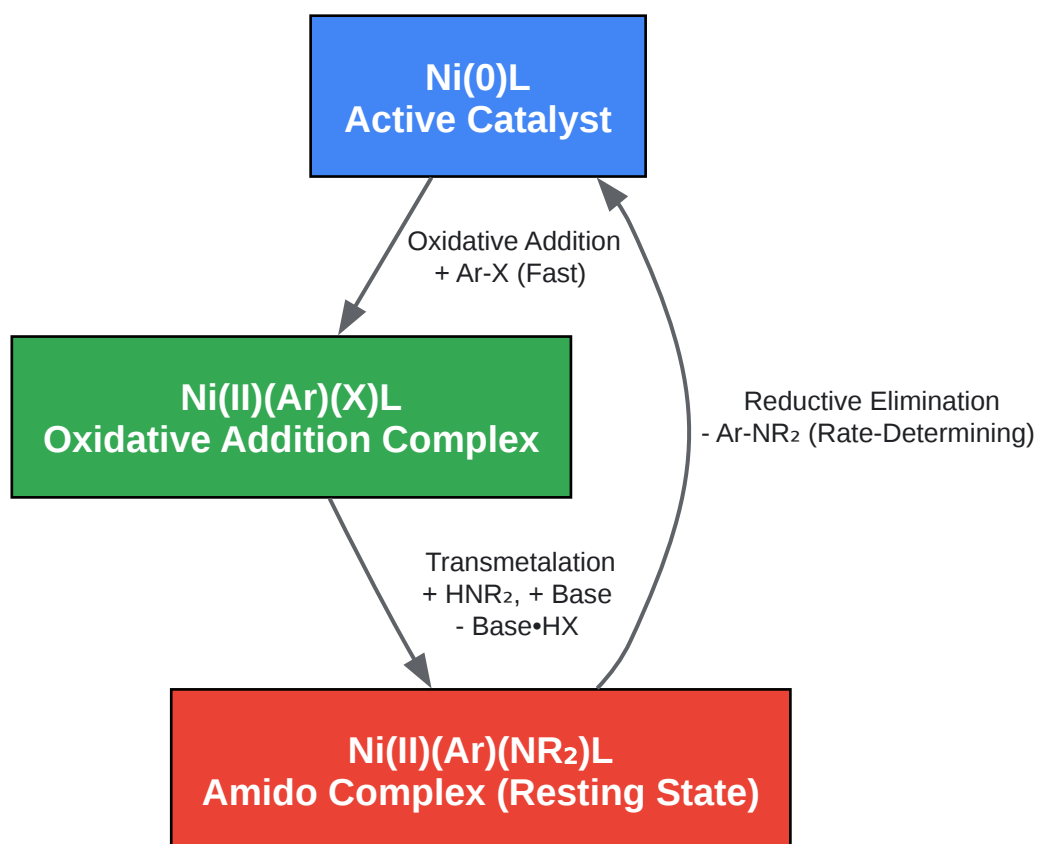 Ni(0)L
Active Catalyst
Oxidative Addition
+ Ar-X (Fast)
Ni(II)(Ar)(X)L
Oxidative Addition Complex
Reductive Elimination
- Ar-NR₂ (Rate-Determining)
Transmetalation
+ HNR₂, + Base
- Base•HX
Ni(II)(Ar)(NR₂)L
Amido Complex (Resting State)